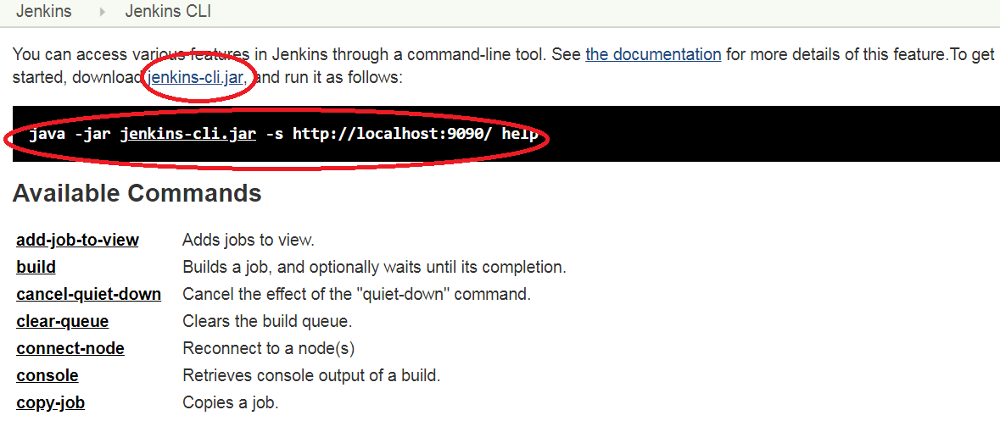 Jenkins Jenkins CLI
You can access various features in Jenkins through a command-line tool. See the documentation for more details of this feature.To get
started, download jenkins-cli.jar, and run it as follows:
java -jar jenkins-cli.jar -s http://localhost:9090/ help
Available Commands
add-job-to-view Adds jobs to view.
build Builds a job, and optionally waits until its completion.
cancel-quiet-down Cancel the effect of the "quiet-down" command.
clear-queue Clears the build queue.
connect-node Reconnect to a node(s)
console Retrieves console output of a build.
copy-job Copies a job.